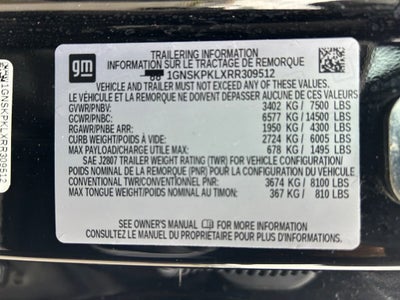 gm
TRAILERING INFORMATION
INFORMATION SUR LE TRACTAGE DE REMORQUE
1GNSKPKLXRR309512
VEHICLE AND TRAILER MUST NOT EXCEED ANY OF THESE VALUES
LE VÉHICULE ET LA REMORQUE NE DOIVENT PAS EXCÉDER L'UNE DE CES VALEURS
GVWR/PNBV: 3402 KG / 7500 LBS
GCWR/PNBC: 6577 KG / 14500 LBS
RGAWR/PNBE ARR: 1950 KG / 4300 LBS
CURB WEIGHT/POIDS À VIDE: 2724 KG / 6005 LBS
MAX PAYLOAD/CHARGE UTILE MAX: 678 KG / 1495 LBS
SAE J2807 TRAILER WEIGHT RATING (TWR) FOR VEHICLE CONFIGURATION/
POIDS NOMINAL DE LA REMORQUE (PNR) POUR LA CONFIGURATION DU VÉHICULE
CONVENTIONAL TWR/PNR CONVENTIONNEL: 3674 KG / 8100 LBS
MAX TONGUE WEIGHT/POIDS NOMINAL AU TIMON: 367 KG / 810 LBS
SEE OWNER'S MANUAL FOR MORE INFORMATION
CONSULTEZ LE MANUEL DU PROPRIÉTAIRE POUR PLUS D'INFORMATION
1GNSKPKLXRR309512